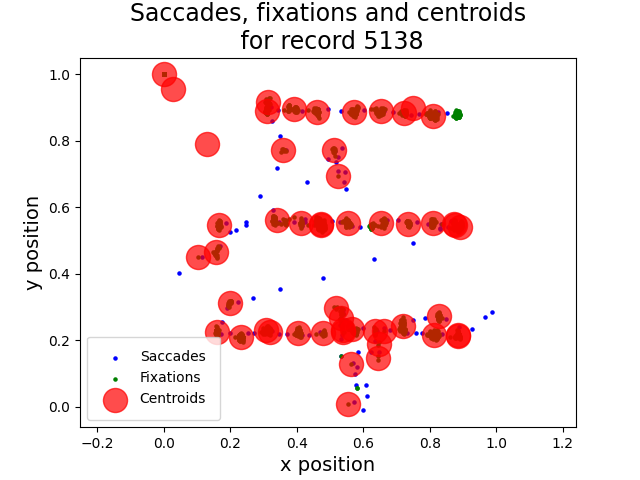 Saccades, fixations and centroids
for record 5138
y position
1.0
0.8
0.6
0.4
0.2
0.0
Saccades
Fixations
Centroids
−0.2
0.0
0.2
0.4
0.6
0.8
1.0
1.2
x position